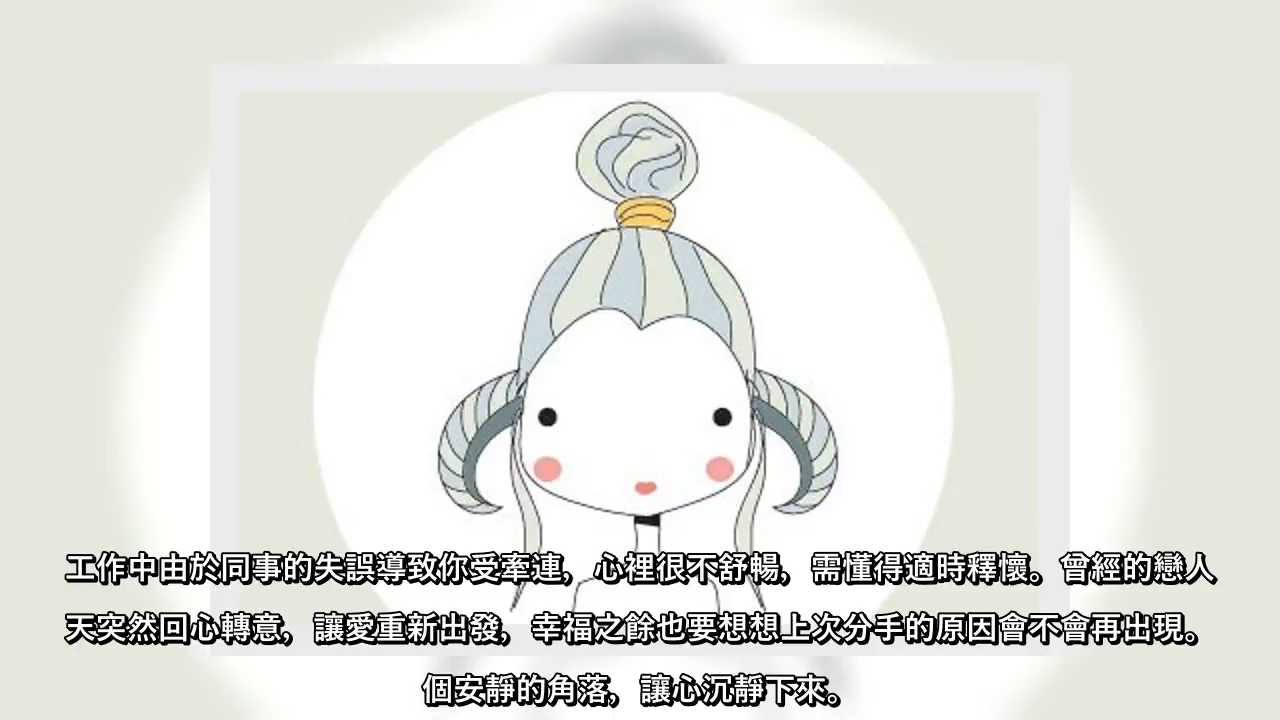 工作中由於同事的失誤導致你受牽連，心裡很不舒暢，需懂得適時釋懷。曾經的戀人
天突然回心轉意，讓愛重新出發，幸福之餘也要想想上次分手的原因會不會再出現。
個安靜的角落，讓心沉靜下來。